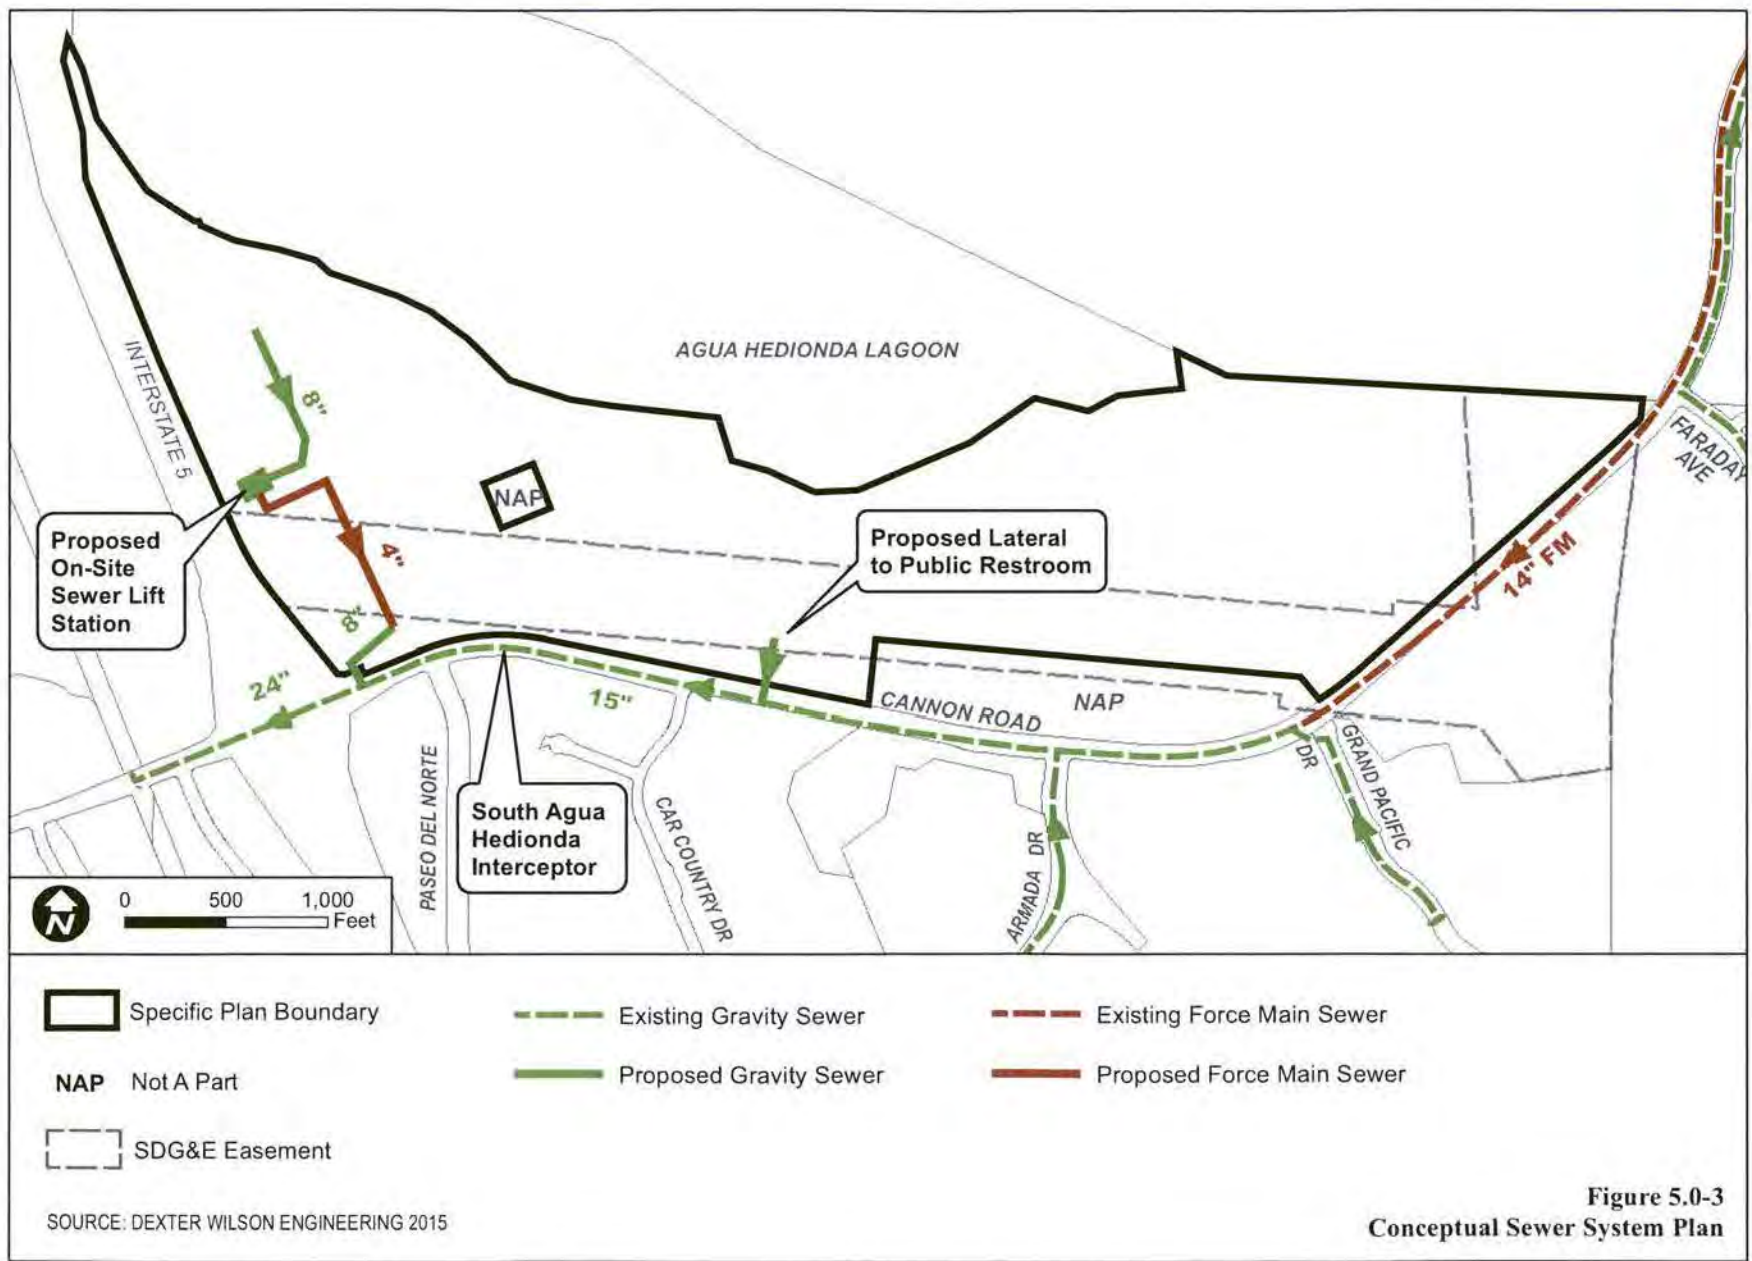 AGUA HEDIONDA LAGOON
INTERSTATE 5
8"
NAP
FARADAY
AVE
Proposed
On-Site
Sewer Lift
Station
4"
8"
Proposed Lateral
to Public Restroom
14" FM
24"
15"
CANNON ROAD
NAP
GRAND PACIFIC
DR
PASEO DEL NORTE
South Agua
Hedionda
Interceptor
CAR COUNTRY DR
ARMADA DR
N
0 500 1,000
Feet
Specific Plan Boundary
NAP Not A Part
SDG&E Easement
Existing Gravity Sewer
Proposed Gravity Sewer
Existing Force Main Sewer
Proposed Force Main Sewer
SOURCE: DEXTER WILSON ENGINEERING 2015
Figure 5.0-3
Conceptual Sewer System Plan